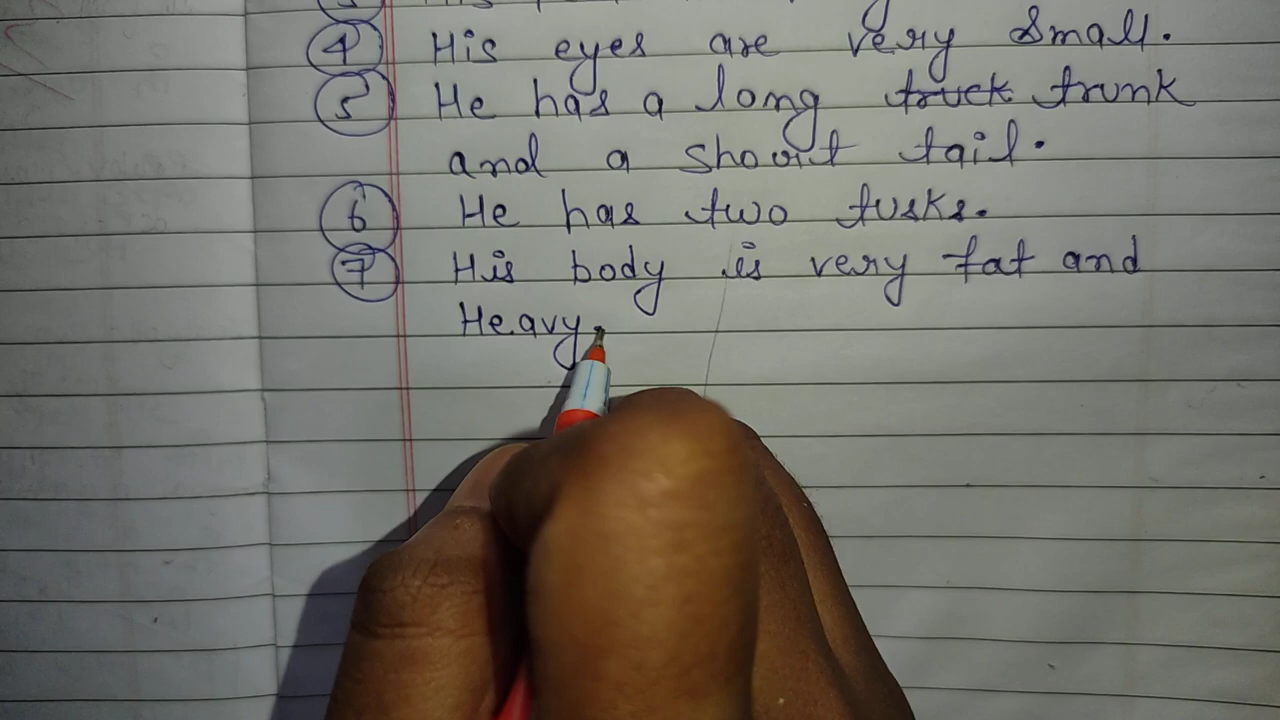 ④ His eyes are very Small.
⑤ He has a long truck trunk
and a short tail.
⑥ He has two tusks.
⑦ His body is very fat and
Heavy.